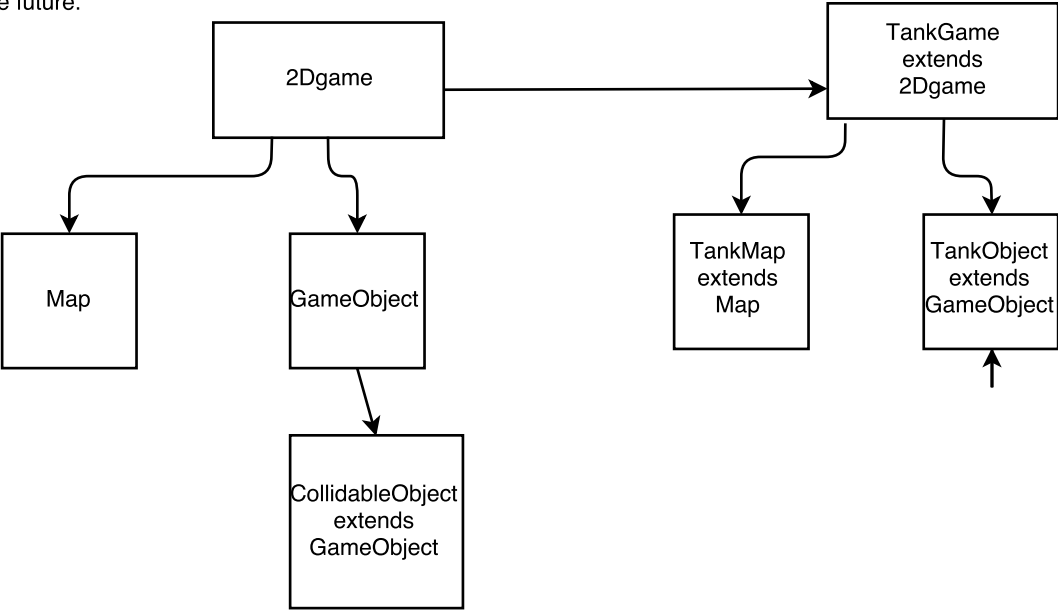 e future.
2Dgame
TankGame
extends
2Dgame
Map
GameObject
TankMap
extends
Map
TankObject
extends
GameObject
CollidableObject
extends
GameObject